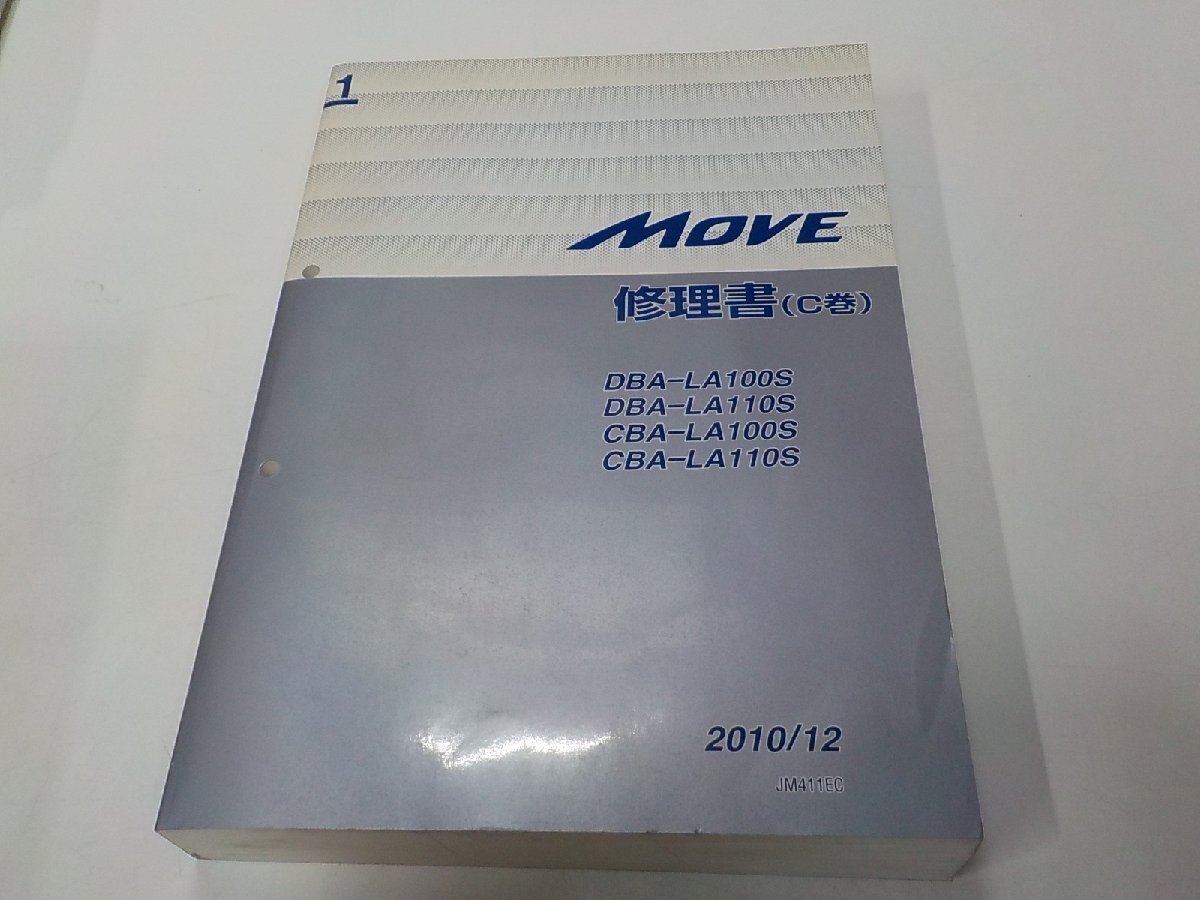 1
MOVE
修理書(C巻)
DBA-LA100S
DBA-LA110S
CBA-LA100S
CBA-LA110S
2010/12
JM411EC